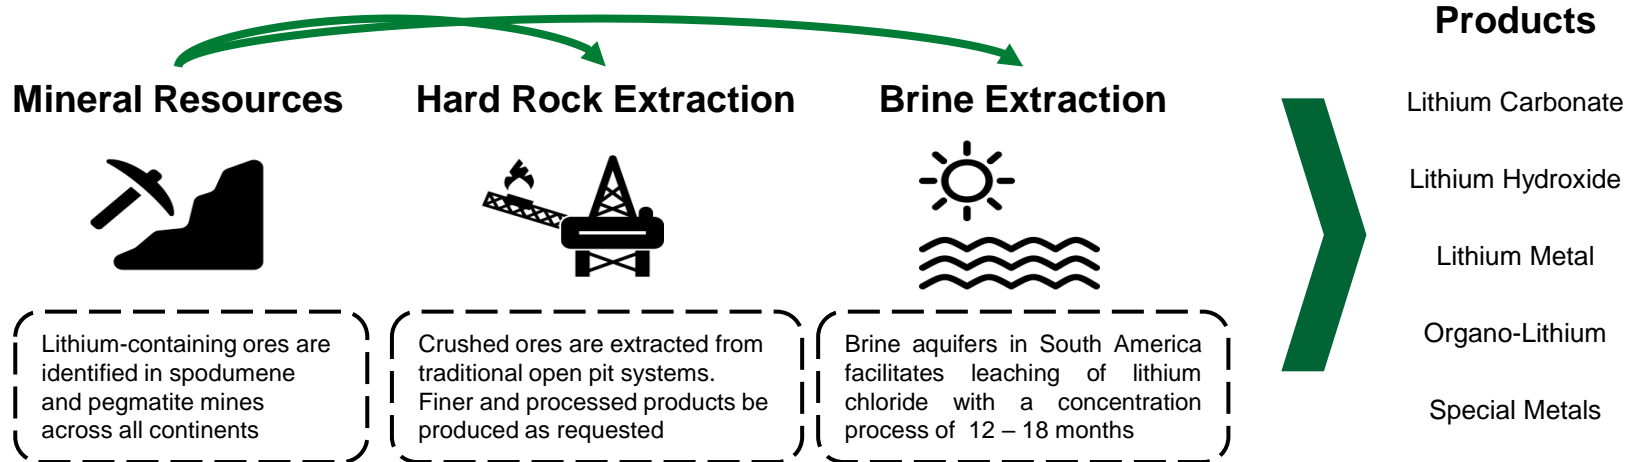 Products
Mineral Resources
Hard Rock Extraction
Brine Extraction
Lithium-containing ores are
identified in spodumene
and pegmatite mines
across all continents
Crushed ores are extracted from
traditional open pit systems.
Finer and processed products be
produced as requested
Brine aquifers in South America
facilitates leaching of lithium
chloride with a concentration
process of 12 – 18 months
Lithium Carbonate
Lithium Hydroxide
Lithium Metal
Organo-Lithium
Special Metals